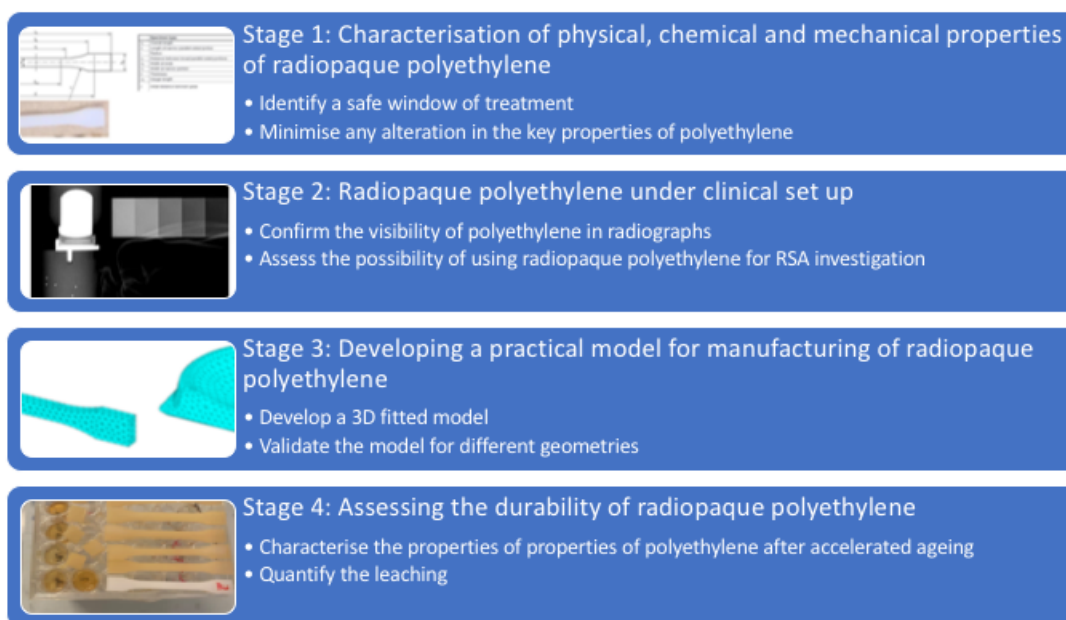 Stage 1: Characterisation of physical, chemical and mechanical properties
of radiopaque polyethylene
• Identify a safe window of treatment
• Minimise any alteration in the key properties of polyethylene
Stage 2: Radiopaque polyethylene under clinical set up
• Confirm the visibility of polyethylene in radiographs
• Assess the possibility of using radiopaque polyethylene for RSA investigation
Stage 3: Developing a practical model for manufacturing of radiopaque
polyethylene
• Develop a 3D fitted model
• Validate the model for different geometries
Stage 4: Assessing the durability of radiopaque polyethylene
• Characterise the properties of properties of polyethylene after accelerated ageing
• Quantify the leaching